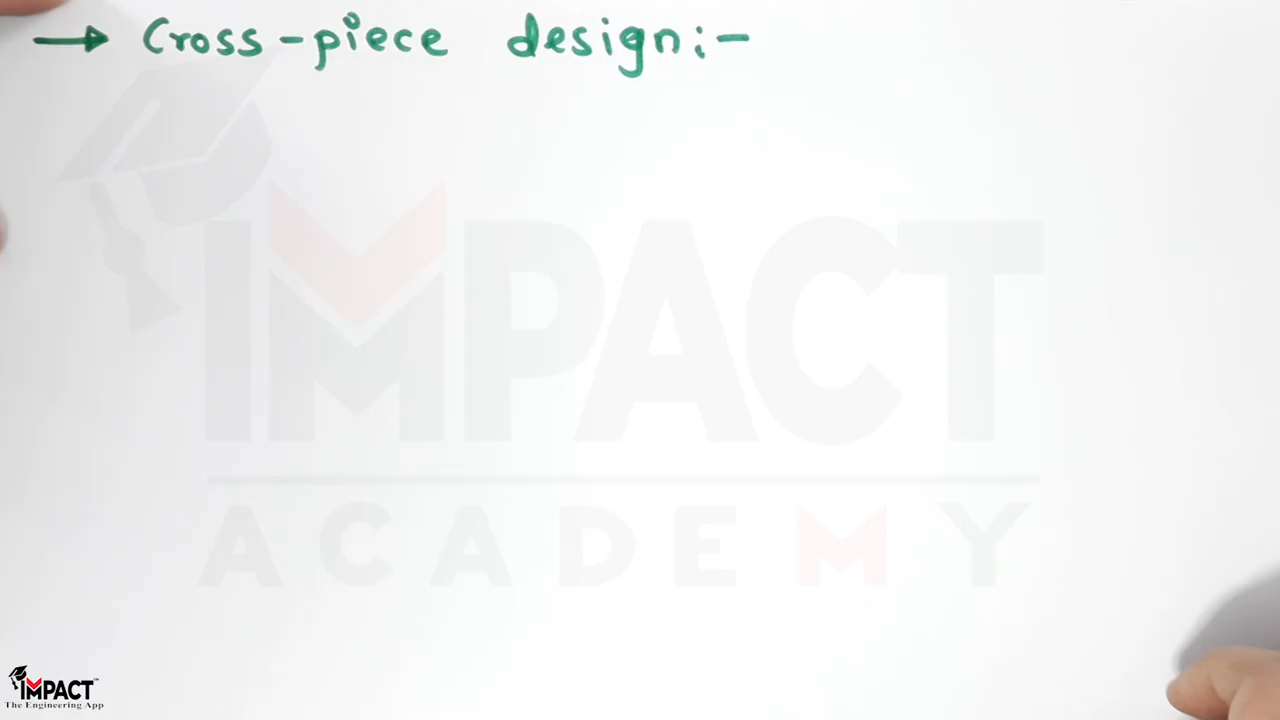 → Cross-piece design:-
IMPACT
ACADEMY
IMPACT
The Engineering App